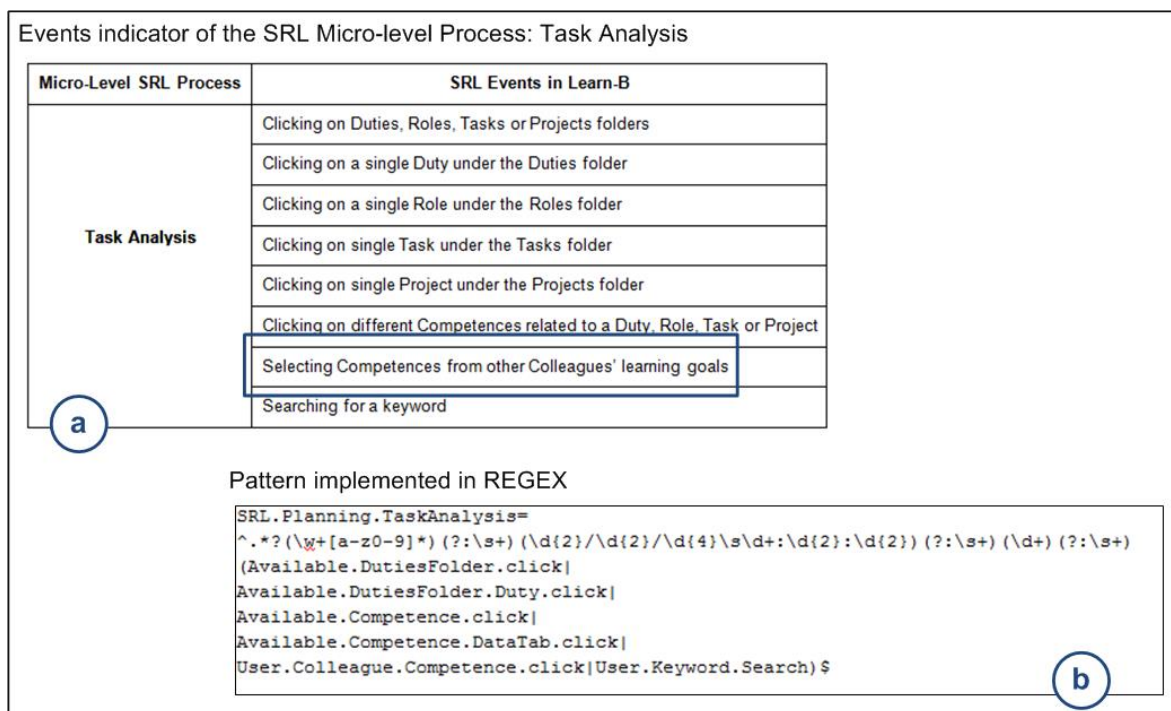 Events indicator of the SRL Micro-level Process: Task Analysis
Micro-Level SRL Process
SRL Events in Learn-B
Task Analysis
Clicking on Duties, Roles, Tasks or Projects folders
Clicking on a single Duty under the Duties folder
Clicking on a single Role under the Roles folder
Clicking on single Task under the Tasks folder
Clicking on single Project under the Projects folder
Clicking on different Competences related to a Duty, Role, Task or Project
Selecting Competences from other Colleagues' learning goals
Searching for a keyword
a
Pattern implemented in REGEX
SRL.Planning.TaskAnalysis=
^.*?(\w+[a-z0-9]*)(?:\s+)(\d{2}/\d{2}/\d{4}\s\d+:\d{2}:\d{2})(?:\s+)(\d+)(?:\s+)
(Available.DutiesFolder.click|
Available.DutiesFolder.Duty.click|
Available.Competence.click|
Available.Competence.DataTab.click|
User.Colleague.Competence.click|User.Keyword.Search)$
b